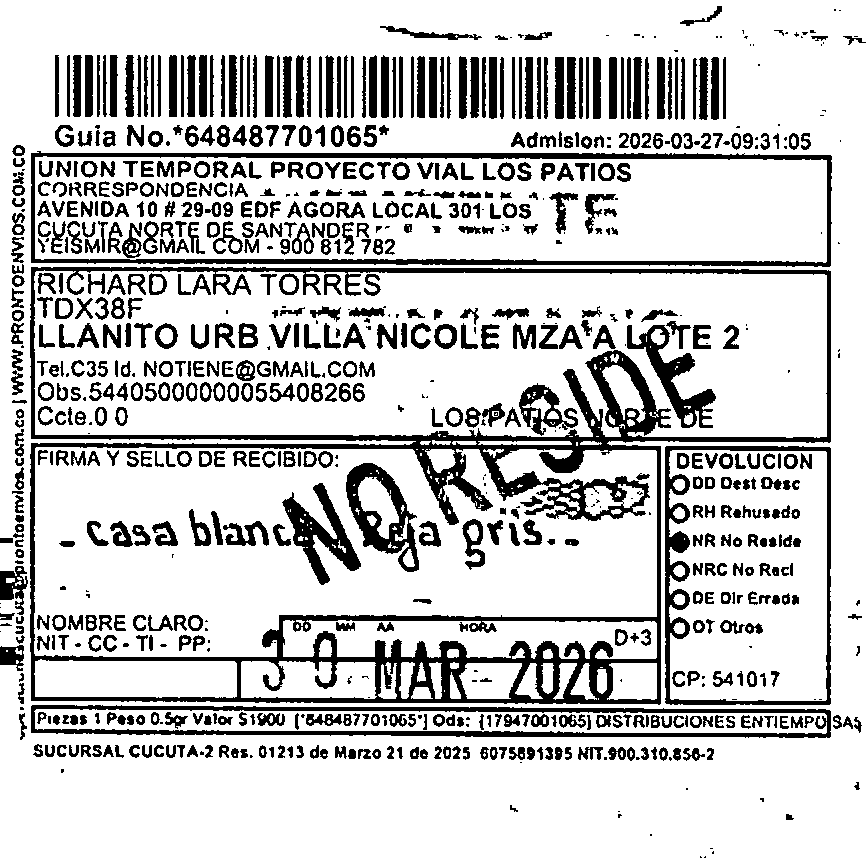 Guia No.*648487701065*
Admision: 2026-03-27-09:31:05
UNION TEMPORAL PROYECTO VIAL LOS PATIOS
CORRESPONDENCIA
AVENIDA 10 # 29-09 EDF AGORA LOCAL 301 LOS
CUCUTA NORTE DE SANTANDER
YEISMIR@GMAIL COM - 900 812 782
RICHARD LARA TORRES
TDX38F
LLANITO URB VILLA NICOLE MZA A LOTE 2
Tel.C35 Id. NOTIENE@GMAIL.COM
Obs.54405000000055408266
Ccte.0 0
LOS PATIOS NORTE DE
NO RESIDE
FIRMA Y SELLO DE RECIBIDO:
- casa blanca Reja gris. -
NOMBRE CLARO:
NIT - CC - TI - PP:
DD MM AA HORA
D+3
30 MAR 2026
DEVOLUCION
DD Dest Desc
RH Rehusado
NR No Reside
NRC No Recl
DE Dir Errada
OT Otros
CP: 541017
Piezas 1 Peso 0.5gr Valor $1900 [*648487701065*] Ods: [17947001065] DISTRIBUCIONES ENTIEMPO SAS
SUCURSAL CUCUTA-2 Res. 01213 de Marzo 21 de 2025 6075891395 NIT.900.310.856-2
prontoenvios.com.co | WWW.PRONTOENVIOS.COM.CO